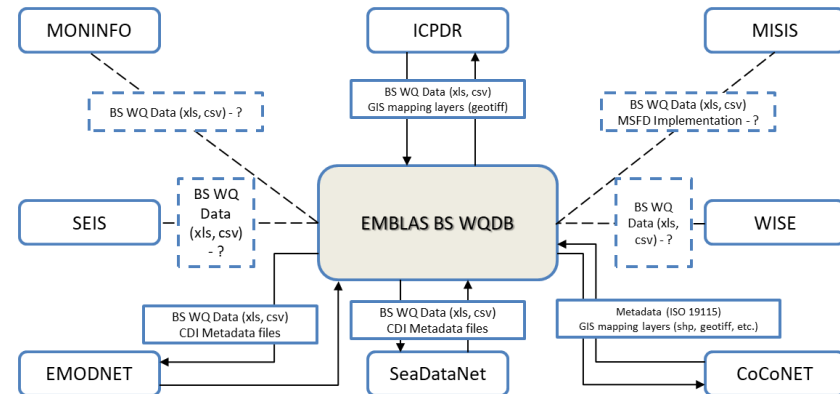 MONINFO
ICPDR
MISIS
BS WQ Data (xls, csv) - ?
BS WQ Data (xls, csv)
GIS mapping layers (geotiff)
BS WQ Data (xls, csv)
MSFD Implementation - ?
SEIS
BS WQ
Data
(xls, csv)
- ?
EMBLAS BS WQDB
BS WQ
Data (xls,
csv) - ?
WISE
BS WQ Data (xls, csv)
CDI Metadata files
BS WQ Data (xls, csv)
CDI Metadata files
Metadata (ISO 19115)
GIS mapping layers (shp, geotiff, etc.)
EMODNET
SeaDataNet
CoCoNET